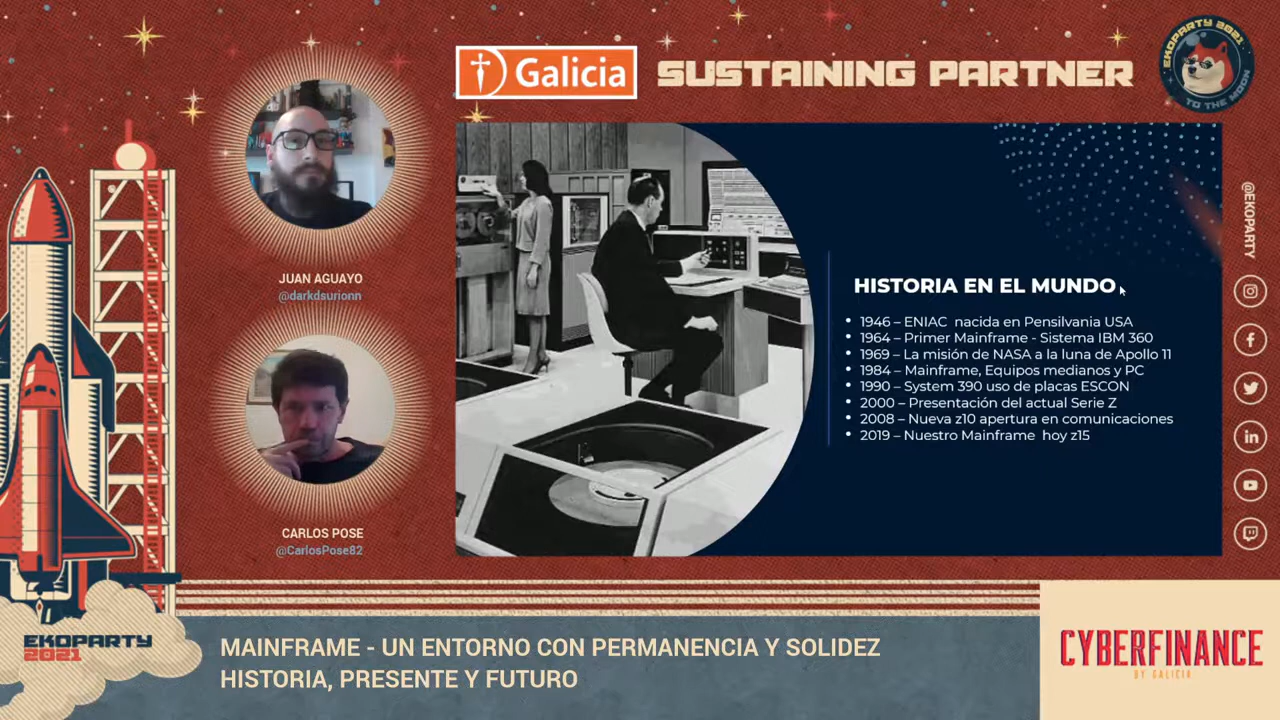 Galicia
SUSTAINING PARTNER
EKOPARTY 2021
TO THE MOON
@EKOPARTY
JUAN AGUAYO
@darkdsurionn
CARLOS POSE
@CarlosPose82
HISTORIA EN EL MUNDO
• 1946 – ENIAC nacida en Pensilvania USA
• 1964 – Primer Mainframe - Sistema IBM 360
• 1969 – La misión de NASA a la luna de Apollo 11
• 1984 – Mainframe, Equipos medianos y PC
• 1990 – System 390 uso de placas ESCON
• 2000 – Presentación del actual Serie Z
• 2008 – Nueva z10 apertura en comunicaciones
• 2019 – Nuestro Mainframe hoy z15
EKOPARTY
2021
MAINFRAME - UN ENTORNO CON PERMANENCIA Y SOLIDEZ
HISTORIA, PRESENTE Y FUTURO
CYBERFINANCE
BY GALICIA